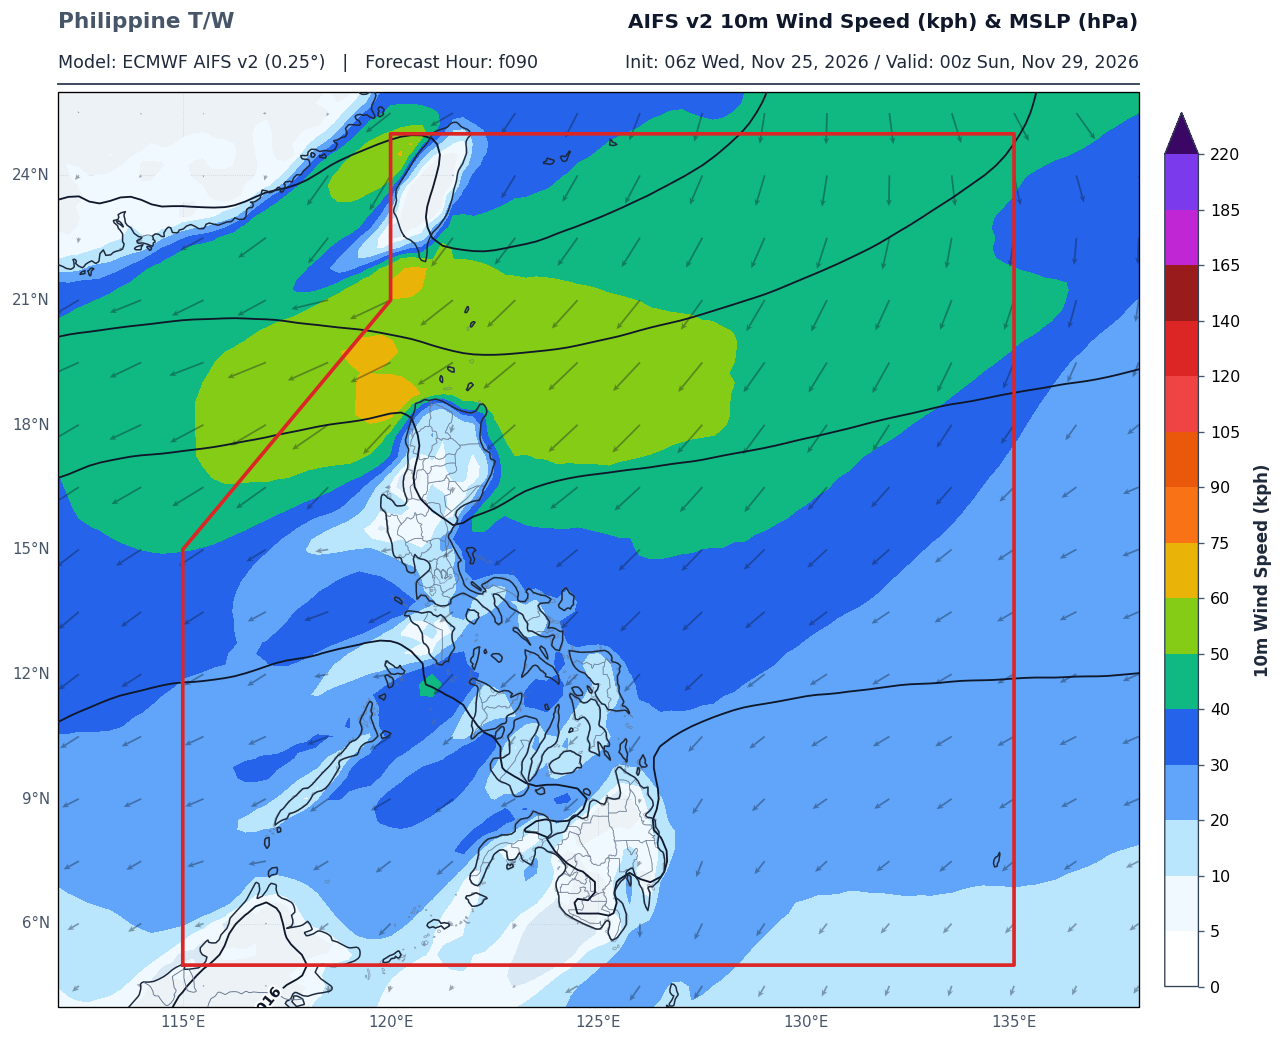 Philippine T/W
AIFS v2 10m Wind Speed (kph) & MSLP (hPa)
Model: ECMWF AIFS v2 (0.25°) | Forecast Hour: f090
Init: 06z Wed, Nov 25, 2026 / Valid: 00z Sun, Nov 29, 2026
24°N
21°N
18°N
15°N
12°N
9°N
6°N
115°E
120°E
125°E
130°E
135°E
220
185
165
140
120
105
90
75
60
50
40
30
20
10
5
0
10m Wind Speed (kph)